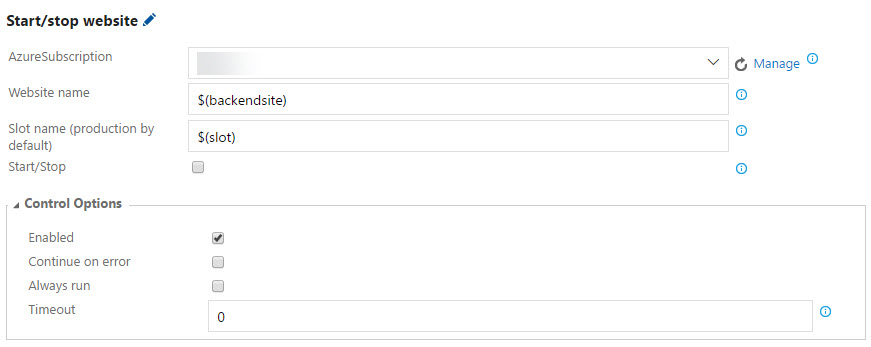 Start/stop website
AzureSubscription
Manage
Website name
$(backendsite)
Slot name (production by
default)
$(slot)
Start/Stop
Control Options
Enabled
Continue on error
Always run
Timeout
0